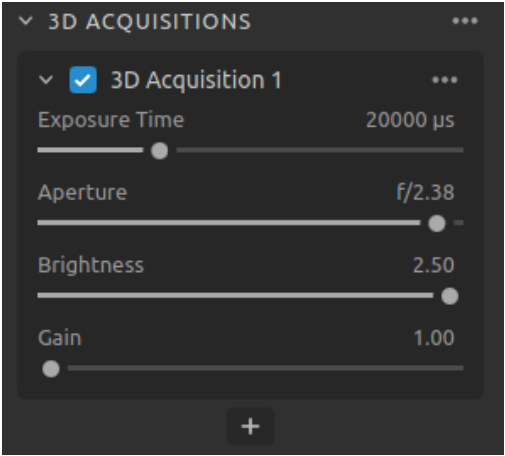 3D ACQUISITIONS
3D Acquisition 1
Exposure Time 20000 µs
Aperture f/2.38
Brightness 2.50
Gain 1.00
+